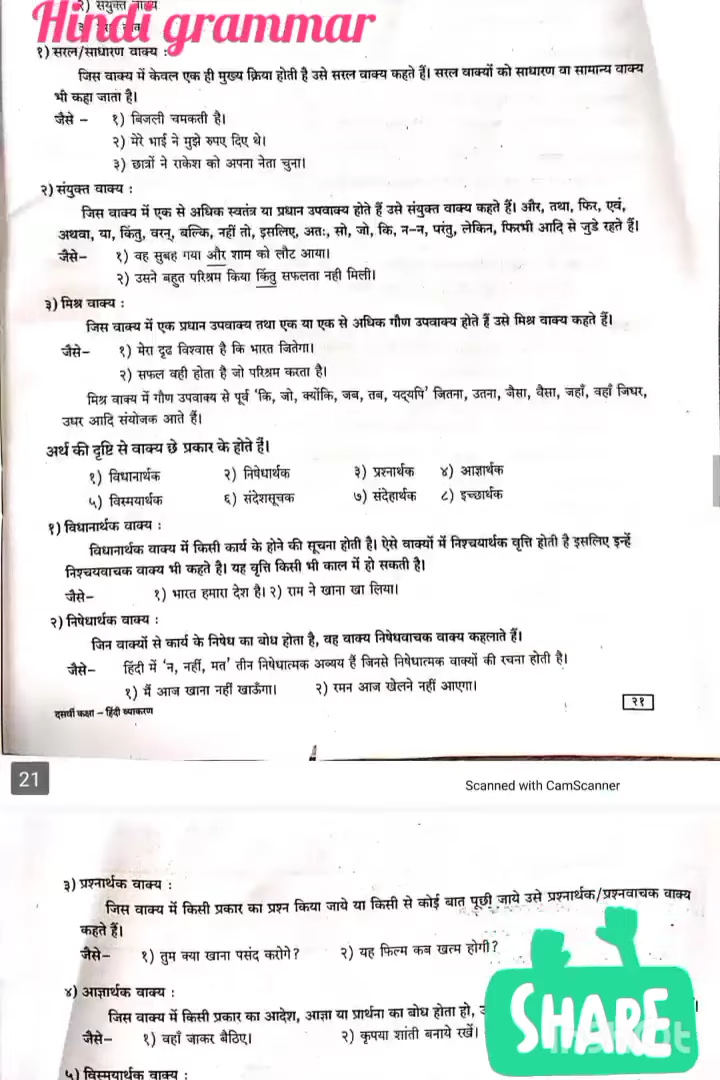 २) संयुक्त वाक्य
Hindi grammar
१) सरल/साधारण वाक्य :
जिस वाक्य में केवल एक ही मुख्य क्रिया होती है उसे सरल वाक्य कहते हैं। सरल वाक्यों को साधारण वा सामान्य वाक्य
भी कहा जाता है।
जैसे – १) बिजली चमकती है।
२) मेरे भाई ने मुझे रुपए दिए थे।
३) छात्रों ने राकेश को अपना नेता चुना।
२) संयुक्त वाक्य :
जिस वाक्य में एक से अधिक स्वतंत्र या प्रधान उपवाक्य होते हैं उसे संयुक्त वाक्य कहते हैं। और, तथा, फिर, एवं,
अथवा, या, किंतु, वरन्, बल्कि, नहीं तो, इसलिए, अतः, सो, जो, कि, न-न, परंतु, लेकिन, फिरभी आदि से जुडे रहते हैं।
जैसे– १) वह सुबह गया और शाम को लौट आया।
२) उसने बहुत परिश्रम किया किंतु सफलता नही मिली।
३) मिश्र वाक्य :
जिस वाक्य में एक प्रधान उपवाक्य तथा एक या एक से अधिक गौण उपवाक्य होते हैं उसे मिश्र वाक्य कहते हैं।
जैसे– १) मेरा दृढ विश्वास है कि भारत जितेगा।
२) सफल वही होता है जो परिश्रम करता है।
मिश्र वाक्य में गौण उपवाक्य से पूर्व 'कि, जो, क्योंकि, जब, तब, यद्यपि' जितना, उतना, जैसा, वैसा, जहाँ, वहाँ जिधर,
उधर आदि संयोजक आते हैं।
अर्थ की दृष्टि से वाक्य छे प्रकार के होते हैं।
१) विधानार्थक २) निषेधार्थक ३) प्रश्नार्थक ४) आज्ञार्थक
५) विस्मयार्थक ६) संदेशसूचक ७) संदेहार्थक ८) इच्छार्थक
१) विधानार्थक वाक्य :
विधानार्थक वाक्य में किसी कार्य के होने की सूचना होती है। ऐसे वाक्यों में निश्चयार्थक वृत्ति होती है इसलिए इन्हें
निश्चयवाचक वाक्य भी कहते है। यह वृत्ति किसी भी काल में हो सकती है।
जैसे– १) भारत हमारा देश है। २) राम ने खाना खा लिया।
२) निषेधार्थक वाक्य :
जिन वाक्यों से कार्य के निषेध का बोध होता है, वह वाक्य निषेधवाचक वाक्य कहलाते हैं।
जैसे– हिंदी में 'न, नहीं, मत' तीन निषेधात्मक अव्यय हैं जिनसे निषेधात्मक वाक्यों की रचना होती है।
१) मैं आज खाना नहीं खाऊँगा। २) रमन आज खेलने नहीं आएगा।
दसवीं कक्षा – हिंदी व्याकरण २१
21 Scanned with CamScanner
३) प्रश्नार्थक वाक्य :
जिस वाक्य में किसी प्रकार का प्रश्न किया जाये या किसी से कोई बात पूछी जाये उसे प्रश्नार्थक/प्रश्नवाचक वाक्य
कहते हैं।
जैसे– १) तुम क्या खाना पसंद करोगे? २) यह फिल्म कब खत्म होगी?
४) आज्ञार्थक वाक्य :
जिस वाक्य में किसी प्रकार का आदेश, आज्ञा या प्रार्थना का बोध होता हो,
जैसे– १) वहाँ जाकर बैठिए। २) कृपया शांती बनाये रखें।
SHARE
५) विस्मयार्थक वाक्य :